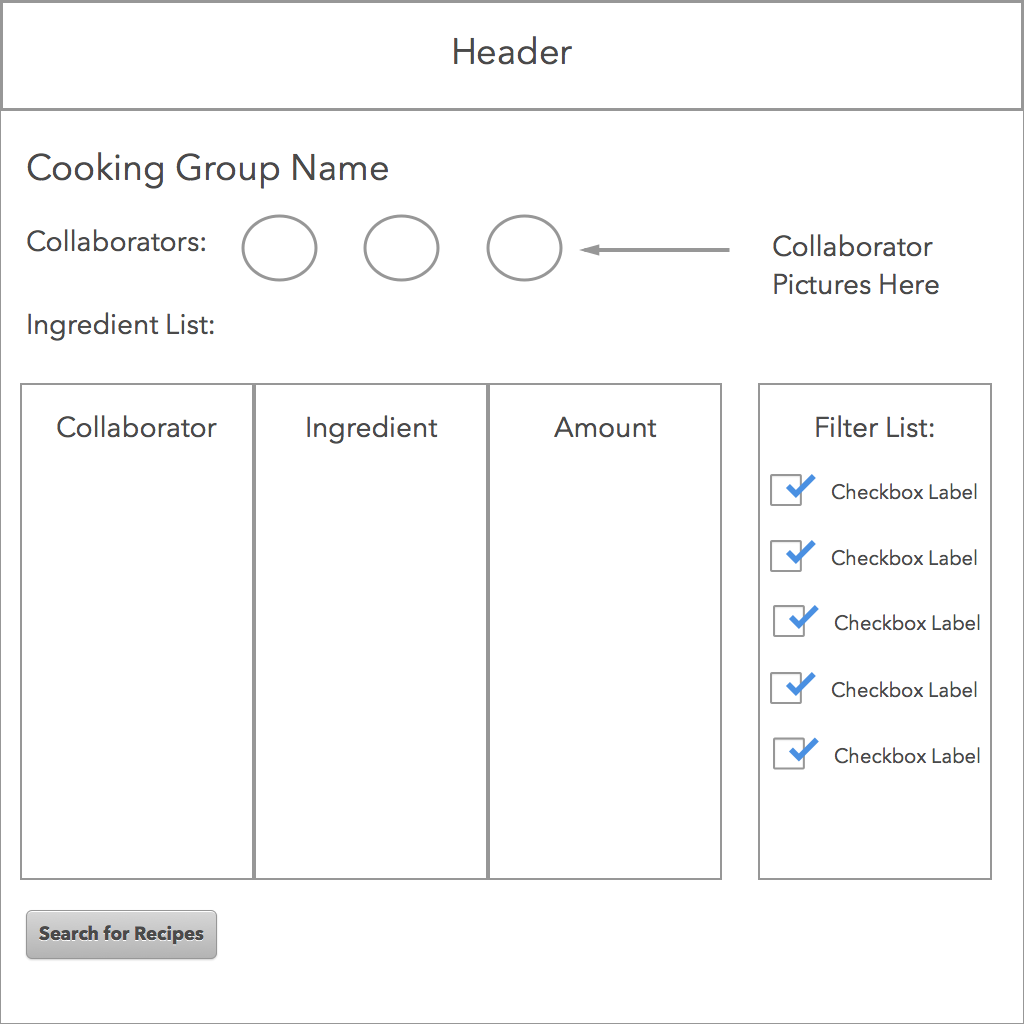 Header
Cooking Group Name
Collaborators:
Collaborator
Pictures Here
Ingredient List:
Collaborator
Ingredient
Amount
Filter List:
Checkbox Label
Checkbox Label
Checkbox Label
Checkbox Label
Checkbox Label
Search for Recipes